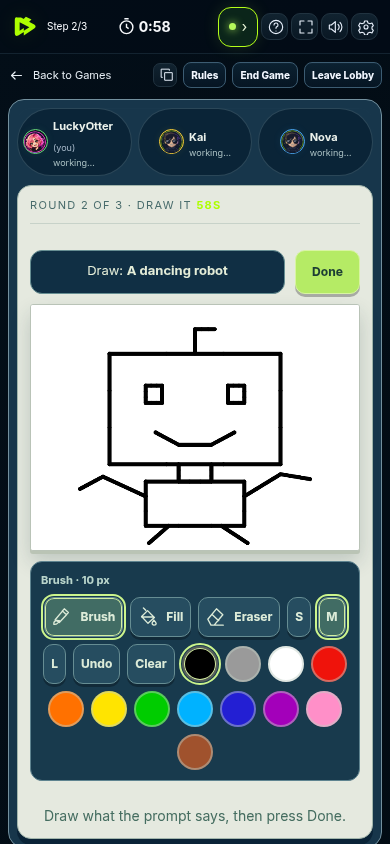 Step 2/3
0:58
›
Back to Games
Rules
End Game
Leave Lobby
LuckyOtter
(you)
working...
Kai
working...
Nova
working...
ROUND 2 OF 3 · DRAW IT 58S
Draw: A dancing robot
Done
Brush · 10 px
Brush
Fill
Eraser
S
M
L
Undo
Clear
Draw what the prompt says, then press Done.